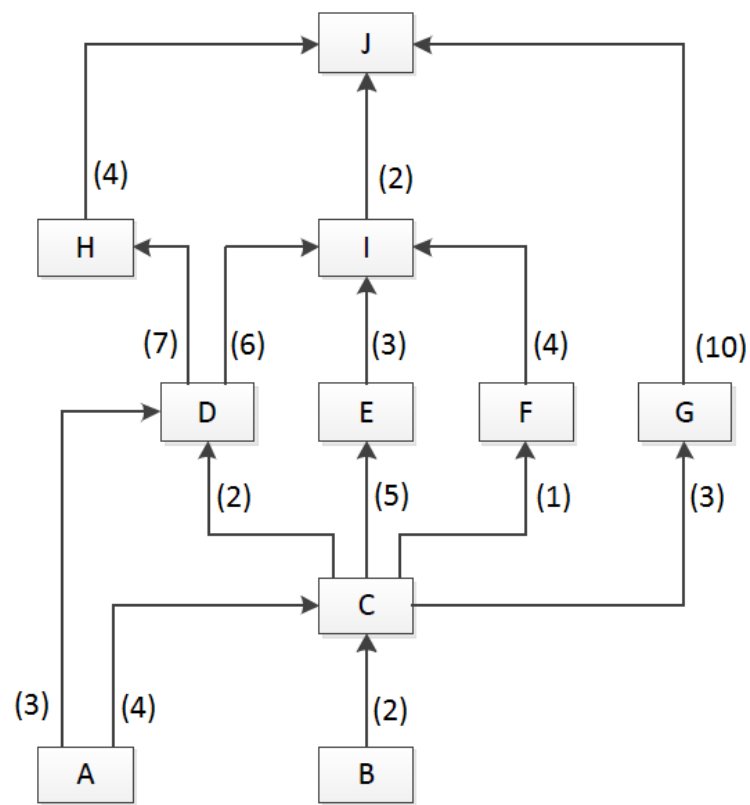 J
(4) (2)
H I
(7) (6) (3) (4) (10)
D E F G
(2) (5) (1) (3)
C
(3) (4) (2)
A B